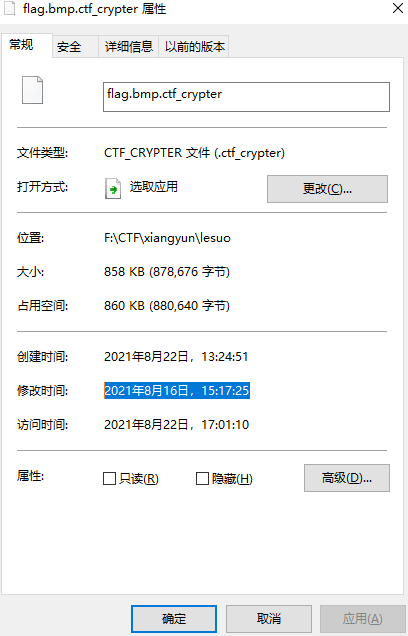 flag.bmp.ctf_crypter 属性
常规 安全 详细信息 以前的版本
flag.bmp.ctf_crypter
文件类型: CTF_CRYPTER 文件 (.ctf_crypter)
打开方式: 选取应用 更改(C)...
位置: F:\CTF\xiangyun\lesuo
大小: 858 KB (878,676 字节)
占用空间: 860 KB (880,640 字节)
创建时间: 2021年8月22日，13:24:51
修改时间: 2021年8月16日，15:17:25
访问时间: 2021年8月22日，17:01:10
属性: 只读(R) 隐藏(H) 高级(D)...
确定 取消 应用(A)